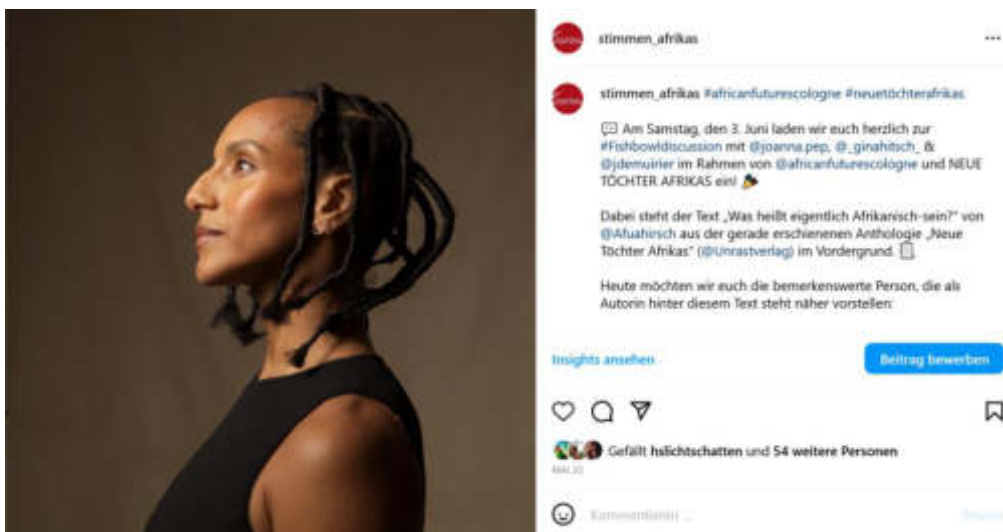 stimmen_afrikas
stimmen_afrikas #africanfuturescologne #neuetöchterafrikas
Am Samstag, den 3. Juni laden wir euch herzlich zur
#Fishbowldiscussion mit @joanna.pep, @_ginahitsch_ &
@jdemuirier im Rahmen von @africanfuturescologne und NEUE
TÖCHTER AFRIKAS ein!
Dabei steht der Text „Was heißt eigentlich Afrikanisch-sein?" von
@Afuahirsch aus der gerade erschienenen Anthologie „Neue
Töchter Afrikas" (@Unrastverlag) im Vordergrund.
Heute möchten wir euch die bemerkenswerte Person, die als
Autorin hinter diesem Text steht näher vorstellen:
Insights ansehen
Beitrag bewerben
Gefällt hslichtschatten und 54 weitere Personen
Kommentieren ...